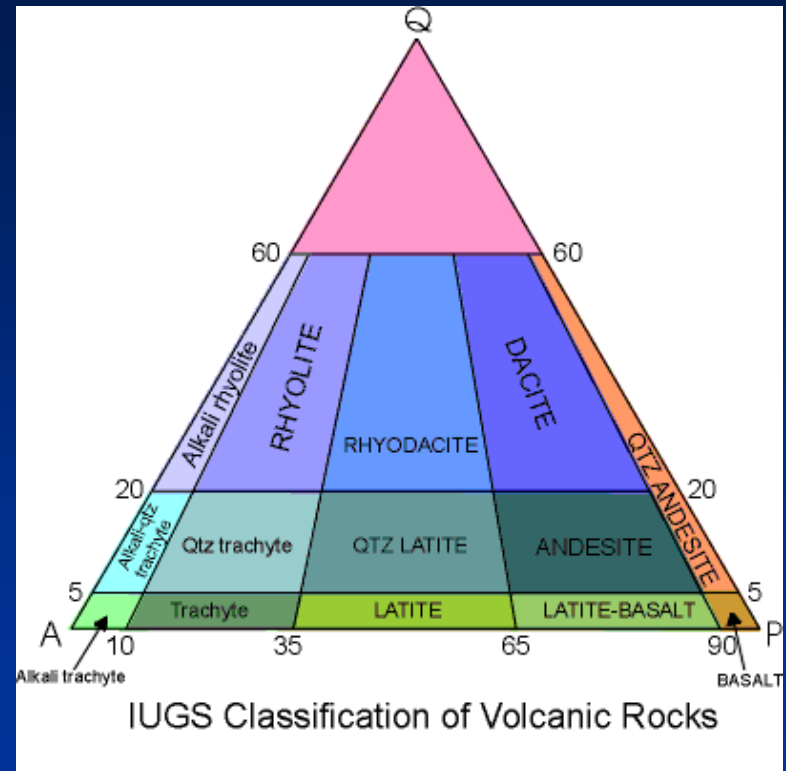 Q
60
60
Alkali rhyolite
RHYOLITE
RHYODACITE
DACITE
QTZ ANDESITE
20
20
Alkali-qtz
trachyte
Qtz trachyte
QTZ LATITE
ANDESITE
5
5
Trachyte
LATITE
LATITE-BASALT
A
P
10
35
65
90
Alkali trachyte
BASALT
IUGS Classification of Volcanic Rocks